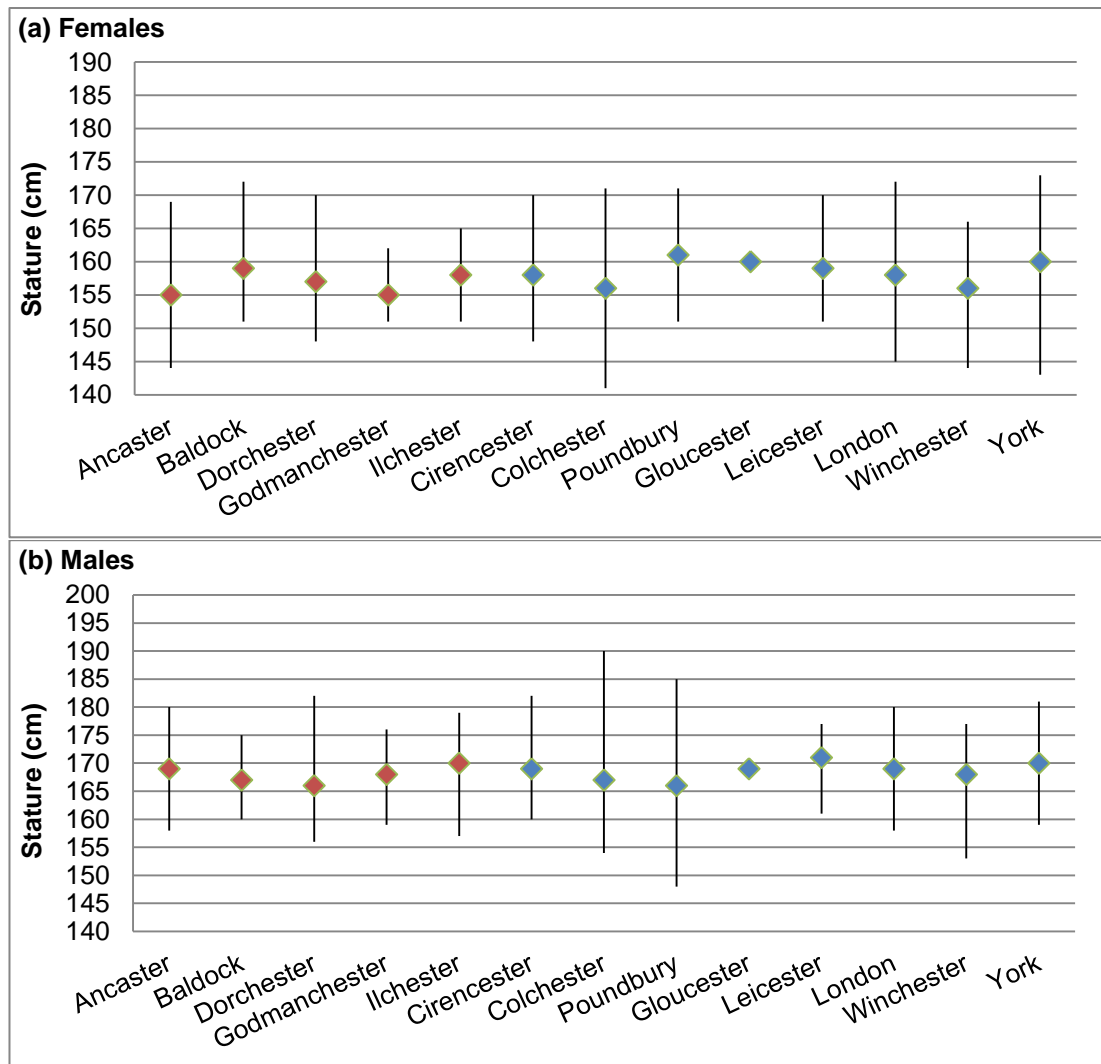 (a) Females
190
185
180
175
170
165
160
155
150
145
140
Stature (cm)
Ancaster
Baldock
Dorchester
Godmanchester
Ilchester
Cirencester
Colchester
Poundbury
Gloucester
Leicester
London
Winchester
York
(b) Males
200
195
190
185
180
175
170
165
160
155
150
145
140
Stature (cm)
Ancaster
Baldock
Dorchester
Godmanchester
Ilchester
Cirencester
Colchester
Poundbury
Gloucester
Leicester
London
Winchester
York